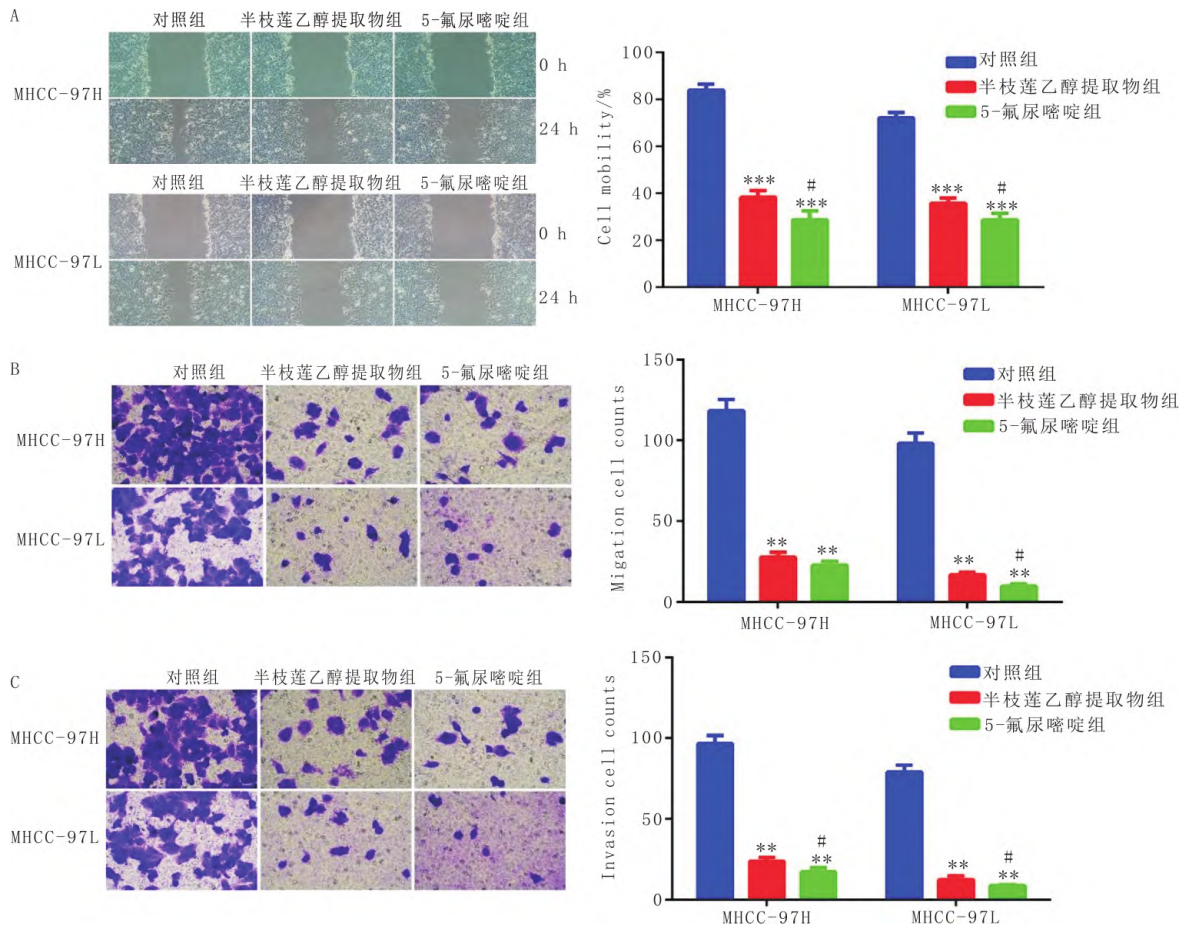 A
对照组 半枝莲乙醇提取物组 5-氟尿嘧啶组
MHCC-97H
0 h
24 h
对照组 半枝莲乙醇提取物组 5-氟尿嘧啶组
MHCC-97L
0 h
24 h
Cell mobility/%
100
80
60
40
20
0
对照组
半枝莲乙醇提取物组
5-氟尿嘧啶组
***
#
***
***
#
***
MHCC-97H MHCC-97L
B
对照组 半枝莲乙醇提取物组 5-氟尿嘧啶组
MHCC-97H
MHCC-97L
Migation cell counts
150
100
50
0
对照组
半枝莲乙醇提取物组
5-氟尿嘧啶组
**
**
**
#
**
MHCC-97H MHCC-97L
C
对照组 半枝莲乙醇提取物组 5-氟尿嘧啶组
MHCC-97H
MHCC-97L
Invasion cell counts
150
100
50
0
对照组
半枝莲乙醇提取物组
5-氟尿嘧啶组
**
#
**
**
#
**
MHCC-97H MHCC-97L